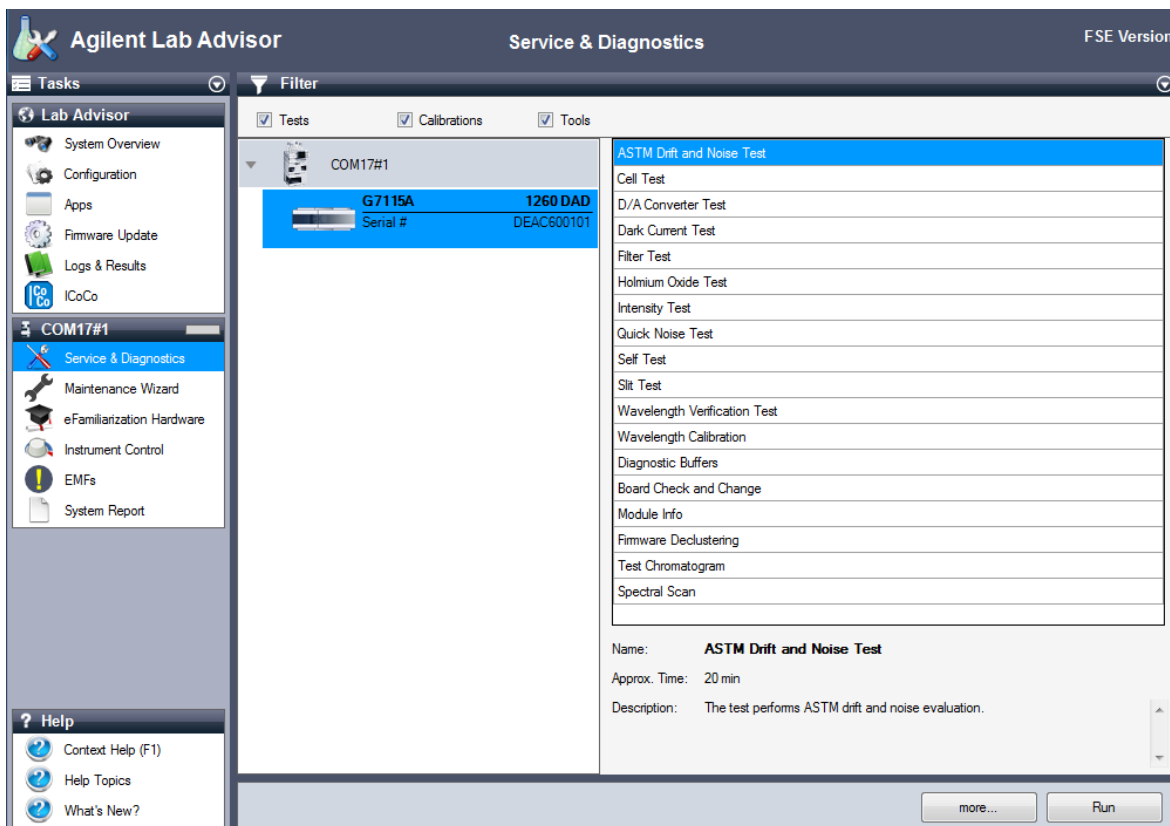 Agilent Lab Advisor
Service & Diagnostics
FSE Version
Tasks
Lab Advisor
System Overview
Configuration
Apps
Firmware Update
Logs & Results
Co
Co
ICoCo
COM17#1
Service & Diagnostics
Maintenance Wizard
eFamiliarization Hardware
Instrument Control
EMFs
System Report
? Help
Context Help (F1)
Help Topics
What's New?
Filter
Tests
Calibrations
Tools
COM17#1
G7115A 1260 DAD
Serial # DEAC600101
ASTM Drift and Noise Test
Cell Test
D/A Converter Test
Dark Current Test
Filter Test
Holmium Oxide Test
Intensity Test
Quick Noise Test
Self Test
Slit Test
Wavelength Verification Test
Wavelength Calibration
Diagnostic Buffers
Board Check and Change
Module Info
Firmware Declustering
Test Chromatogram
Spectral Scan
Name: ASTM Drift and Noise Test
Approx. Time: 20 min
Description: The test performs ASTM drift and noise evaluation.
more...
Run